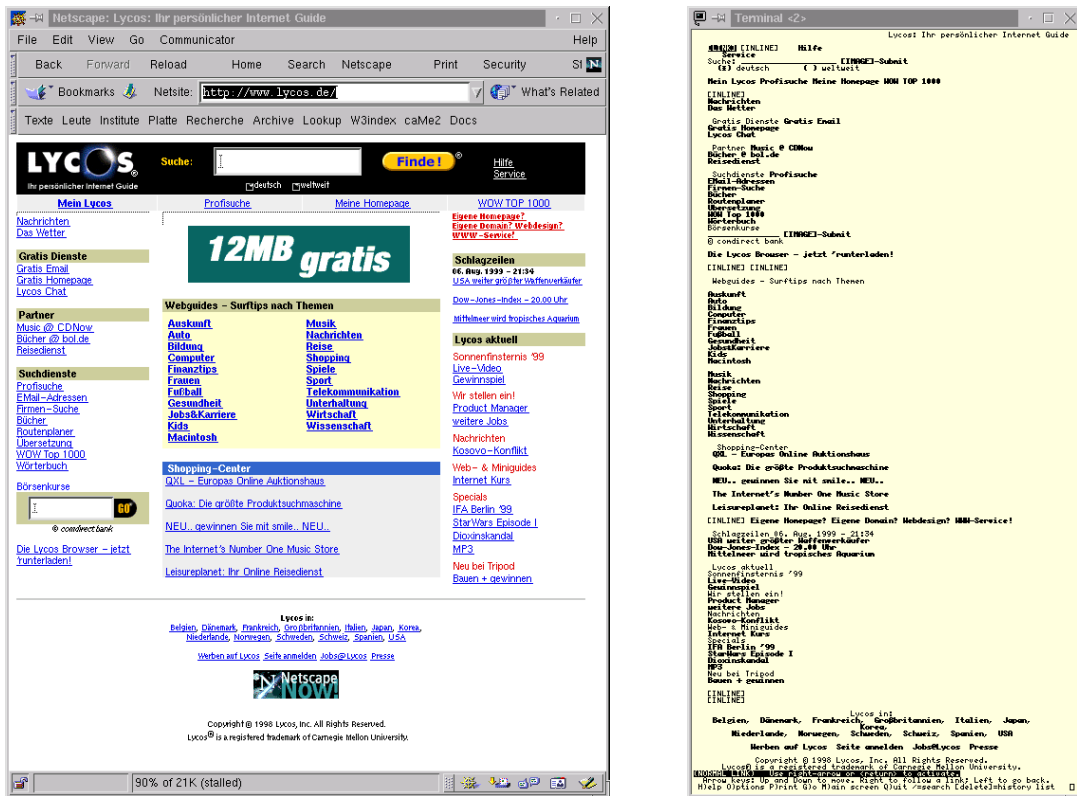 Netscape: Lycos: Ihr persönlicher Internet Guide
File Edit View Go Communicator Help
Back Forward Reload Home Search Netscape Print Security St N
Bookmarks Netsite: http://www.lycos.de/ What's Related
Texte Leute Institute Platte Recherche Archive Lookup W3index caMe2 Docs
LYCOS® Suche: Finde!® Hilfe
Service
Ihr persönlicher Internet Guide deutsch weltweit
Mein Lycos Profisuche Meine Homepage WOW TOP 1000
Nachrichten
Das Wetter
Gratis Dienste
Gratis Email
Gratis Homepage
Lycos Chat
Partner
Music @ CDNow
Bücher @ bol.de
Reisedienst
Suchdienste
Profisuche
EMail-Adressen
Firmen-Suche
Bücher
Routenplaner
Übersetzung
WOW Top 1000
Wörterbuch
Börsenkurse
GO!
© comdirect bank
Die Lycos Browser - jetzt
'runterladen!
12MB gratis
Webguides - Surftips nach Themen
Auskunft
Auto
Bildung
Computer
Finanztips
Frauen
Fußball
Gesundheit
Jobs&Karriere
Kids
Macintosh
Musik
Nachrichten
Reise
Shopping
Spiele
Sport
Telekommunikation
Unterhaltung
Wirtschaft
Wissenschaft
Shopping-Center
QXL - Europas Online Auktionshaus
Quoka: Die größte Produktsuchmaschine
NEU.. gewinnen Sie mit smile.. NEU..
The Internet's Number One Music Store
Leisureplanet: Ihr Online Reisedienst
Eigene Homepage?
Eigene Domain? Webdesign?
WWW-Service!
Schlagzeilen
06. Aug. 1999 - 21:34
USA weiter größter Waffenverkäufer
Dow-Jones-Index - 20.00 Uhr
Mittelmeer wird tropisches Aquarium
Lycos aktuell
Sonnenfinsternis '99
Live-Video
Gewinnspiel
Wir stellen ein!
Product Manager
weitere Jobs
Nachrichten
Kosovo-Konflikt
Web- & Miniguides
Internet Kurs
Specials
IFA Berlin '99
StarWars Episode I
Dioxinskandal
MP3
Neu bei Tripod
Bauen + gewinnen
Lycos in:
Belgien, Dänemark, Frankreich, Großbritannien, Italien, Japan, Korea,
Niederlande, Norwegen, Schweden, Schweiz, Spanien, USA
Werben auf Lycos Seite anmelden Jobs@Lycos Presse
N Netscape NOW!
Copyright @ 1998 Lycos, Inc. All Rights Reserved.
Lycos® is a registered trademark of Carnegie Mellon University.
90% of 21K (stalled)
Terminal <2>
Lycos: Ihr persönlicher Internet Guide
[INLINE] Hilfe
Service
Suche: [IMAGE]-Submit
(*) deutsch ( ) weltweit
Mein Lycos Profisuche Meine Homepage WOW TOP 1000
[INLINE]
Nachrichten
Das Wetter
Gratis Dienste Gratis Email
Gratis Homepage
Lycos Chat
Partner Music @ CDNow
Bücher @ bol.de
Reisedienst
Suchdienste Profisuche
EMail-Adressen
Firmen-Suche
Bücher
Routenplaner
Übersetzung
WOW Top 1000
Wörterbuch
Börsenkurse
[IMAGE]-Submit
© comdirect bank
Die Lycos Browser - jetzt 'runterladen!
[INLINE] [INLINE]
Webguides - Surftips nach Themen
Auskunft
Auto
Bildung
Computer
Finanztips
Frauen
Fußball
Gesundheit
Jobs&Karriere
Kids
Macintosh
Musik
Nachrichten
Reise
Shopping
Spiele
Sport
Telekommunikation
Unterhaltung
Wirtschaft
Wissenschaft
Shopping-Center
QXL - Europas Online Auktionshaus
Quoka: Die größte Produktsuchmaschine
NEU.. gewinnen Sie mit smile.. NEU..
The Internet's Number One Music Store
Leisureplanet: Ihr Online Reisedienst
[INLINE] Eigene Homepage? Eigene Domain? Webdesign? WWW-Service!
Schlagzeilen 06. Aug. 1999 - 21:34
USA weiter größter Waffenverkäufer
Dow-Jones-Index - 20.00 Uhr
Mittelmeer wird tropisches Aquarium
Lycos aktuell
Sonnenfinsternis '99
Live-Video
Gewinnspiel
Wir stellen ein!
Product Manager
weitere Jobs
Nachrichten
Kosovo-Konflikt
Web- & Miniguides
Internet Kurs
Specials
IFA Berlin '99
StarWars Episode I
Dioxinskandal
MP3
Neu bei Tripod
Bauen + gewinnen
[INLINE]
[INLINE]
Lycos in:
Belgien, Dänemark, Frankreich, Großbritannien, Italien, Japan,
Korea,
Niederlande, Norwegen, Schweden, Schweiz, Spanien, USA
Werben auf Lycos Seite anmelden Jobs@Lycos Presse
Copyright @ 1998 Lycos, Inc. All Rights Reserved.
Lycos® is a registered trademark of Carnegie Mellon University.
(NORMAL LINK) Use right-arrow or <return> to activate.
Arrow keys: Up and Down to move. Right to follow a link; Left to go back.
H)elp O)ptions P)rint G)o M)ain screen Q)uit /=search [delete]=history list